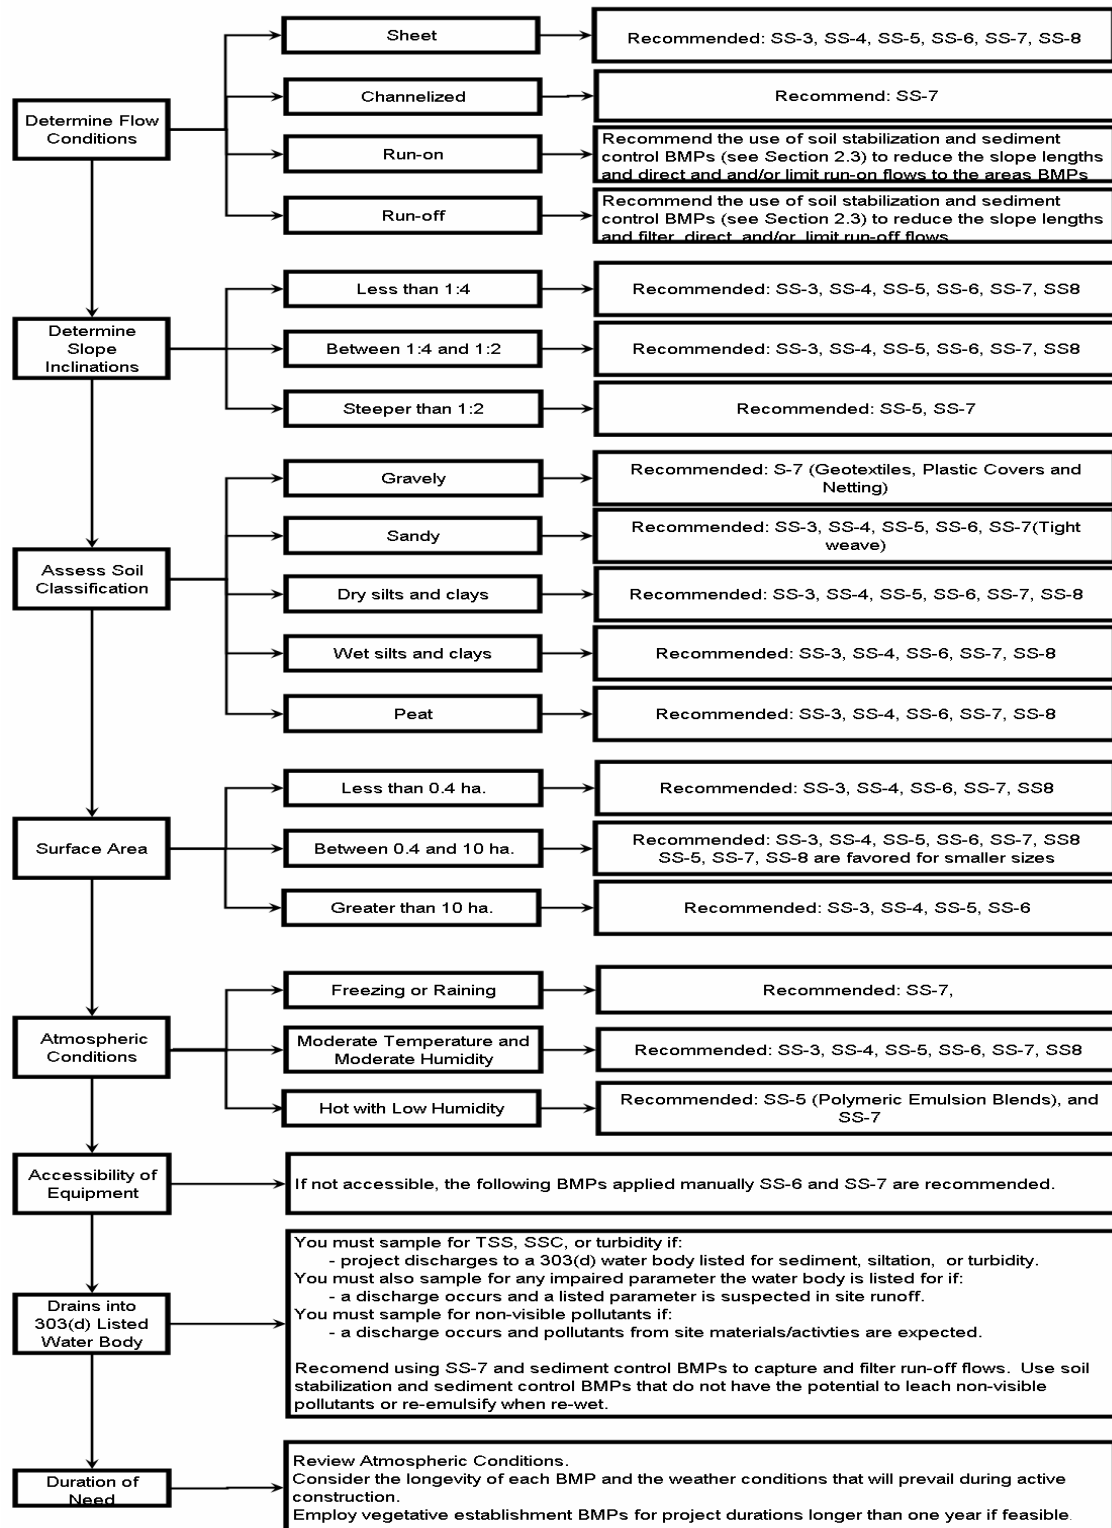 Determine Flow
Conditions
Sheet
Recommended: SS-3, SS-4, SS-5, SS-6, SS-7, SS-8
Channelized
Recommend: SS-7
Run-on
Recommend the use of soil stabilization and sediment
control BMPs (see Section 2.3) to reduce the slope lengths
and direct and and/or limit run-on flows to the areas BMPs
Run-off
Recommend the use of soil stabilization and sediment
control BMPs (see Section 2.3) to reduce the slope lengths
and filter, direct, and/or, limit run-off flows
Determine
Slope
Inclinations
Less than 1:4
Recommended: SS-3, SS-4, SS-5, SS-6, SS-7, SS8
Between 1:4 and 1:2
Recommended: SS-3, SS-4, SS-5, SS-6, SS-7, SS8
Steeper than 1:2
Recommended: SS-5, SS-7
Assess Soil
Classification
Gravely
Recommended: S-7 (Geotextiles, Plastic Covers and
Netting)
Sandy
Recommended: SS-3, SS-4, SS-5, SS-6, SS-7(Tight
weave)
Dry silts and clays
Recommended: SS-3, SS-4, SS-5, SS-6, SS-7, SS-8
Wet silts and clays
Recommended: SS-3, SS-4, SS-6, SS-7, SS-8
Peat
Recommended: SS-3, SS-4, SS-6, SS-7, SS-8
Surface Area
Less than 0.4 ha.
Recommended: SS-3, SS-4, SS-6, SS-7, SS8
Between 0.4 and 10 ha.
Recommended: SS-3, SS-4, SS-5, SS-6, SS-7, SS8
SS-5, SS-7, SS-8 are favored for smaller sizes
Greater than 10 ha.
Recommended: SS-3, SS-4, SS-5, SS-6
Atmospheric
Conditions
Freezing or Raining
Recommended: SS-7,
Moderate Temperature and
Moderate Humidity
Recommended: SS-3, SS-4, SS-5, SS-6, SS-7, SS8
Hot with Low Humidity
Recommended: SS-5 (Polymeric Emulsion Blends), and
SS-7
Accessibility of
Equipment
If not accessible, the following BMPs applied manually SS-6 and SS-7 are recommended.
Drains into
303(d) Listed
Water Body
You must sample for TSS, SSC, or turbidity if:
- project discharges to a 303(d) water body listed for sediment, siltation, or turbidity.
You must also sample for any impaired parameter the water body is listed for if:
- a discharge occurs and a listed parameter is suspected in site runoff.
You must sample for non-visible pollutants if:
- a discharge occurs and pollutants from site materials/activties are expected.
Recomend using SS-7 and sediment control BMPs to capture and filter run-off flows. Use soil
stabilization and sediment control BMPs that do not have the potential to leach non-visible
pollutants or re-emulsify when re-wet.
Duration of
Need
Review Atmospheric Conditions.
Consider the longevity of each BMP and the weather conditions that will prevail during active
construction.
Employ vegetative establishment BMPs for project durations longer than one year if feasible.